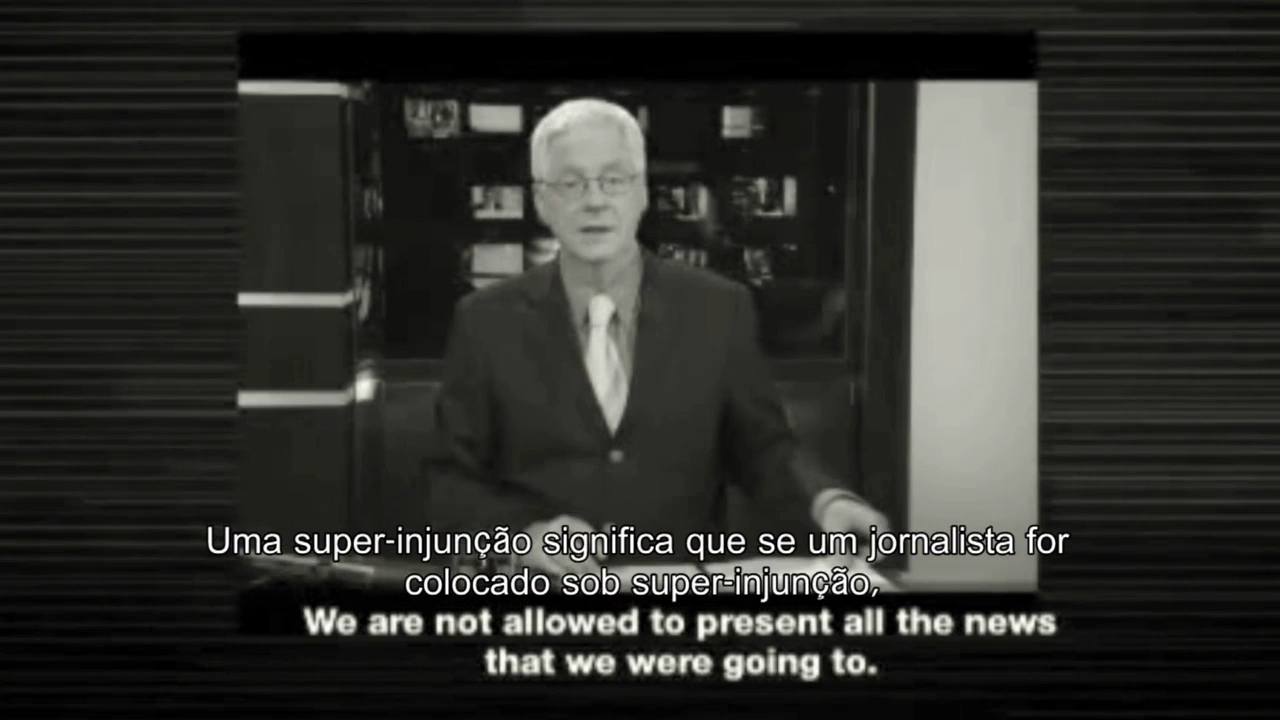 Uma super-injunção significa que se um jornalista for
colocado sob super-injunção,
We are not allowed to present all the news
that we were going to.